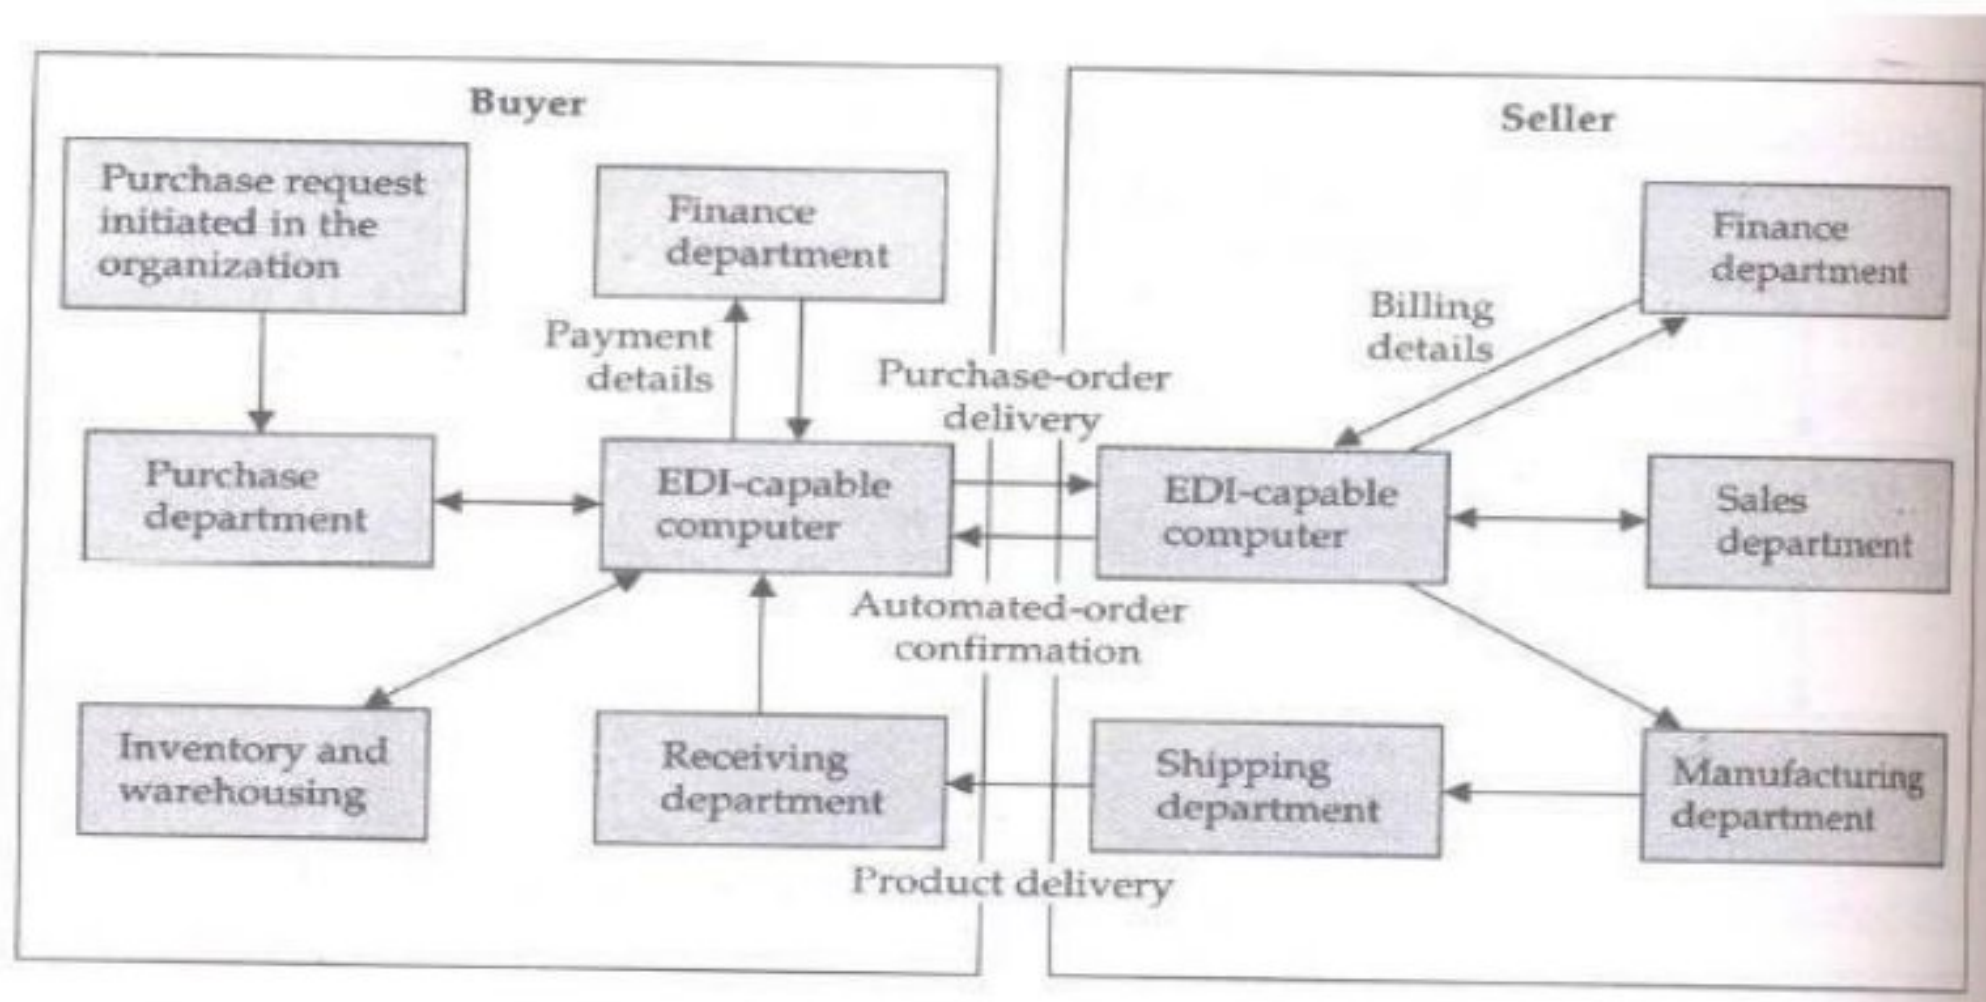 Buyer
Purchase request
initiated in the
organization
Finance
department
Payment
details
Purchase
department
EDI-capable
computer
Inventory and
warehousing
Receiving
department
Purchase-order
delivery
Automated-order
confirmation
Product delivery
Seller
Finance
department
Billing
details
EDI-capable
computer
Sales
department
Shipping
department
Manufacturing
department